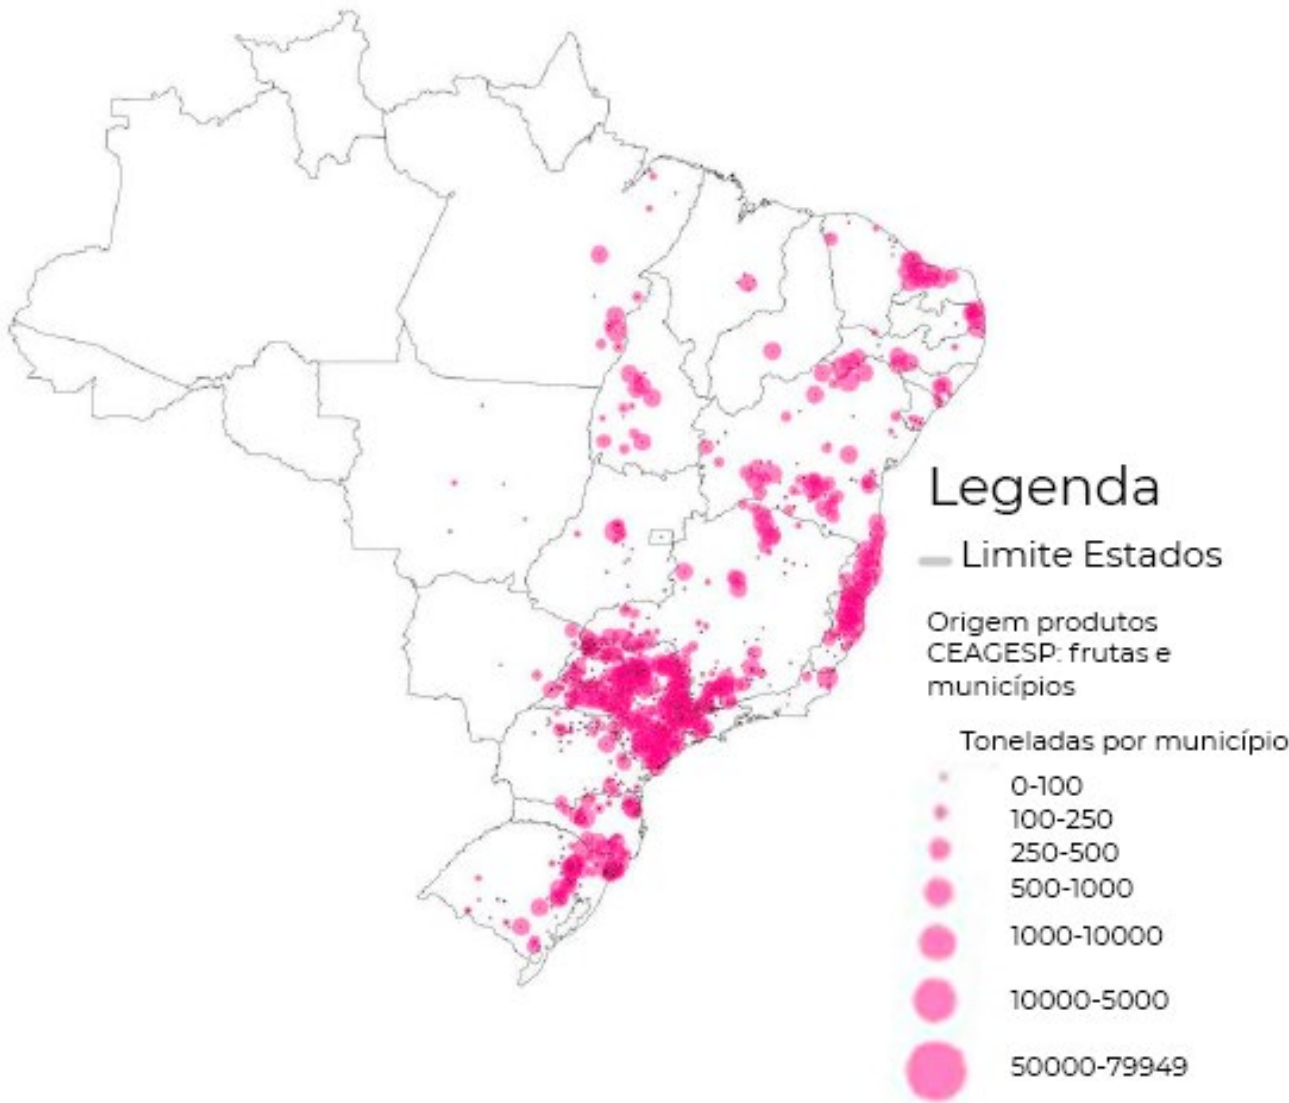 Legenda
Limite Estados
Origem produtos
CEAGESP: frutas e
municípios
Toneladas por município
0-100
100-250
250-500
500-1000
1000-10000
10000-5000
50000-79949